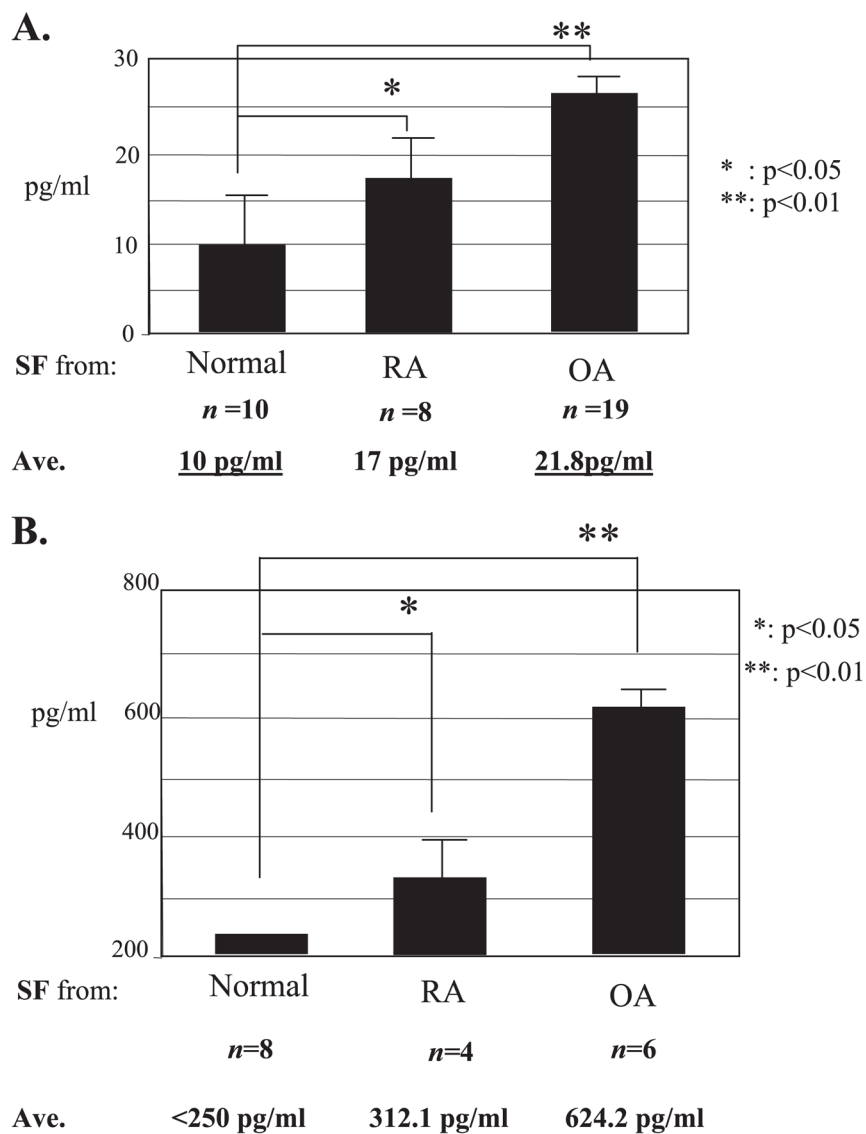 A.
**
30
*
20
pg/ml
* : p<0.05
**: p<0.01
10
0
SF from: Normal RA OA
n =10 n =8 n =19
Ave. 10 pg/ml 17 pg/ml 21.8pg/ml
B.
**
800
*
*: p<0.05
**: p<0.01
pg/ml
600
400
200
SF from: Normal RA OA
n=8 n=4 n=6
Ave. <250 pg/ml 312.1 pg/ml 624.2 pg/ml